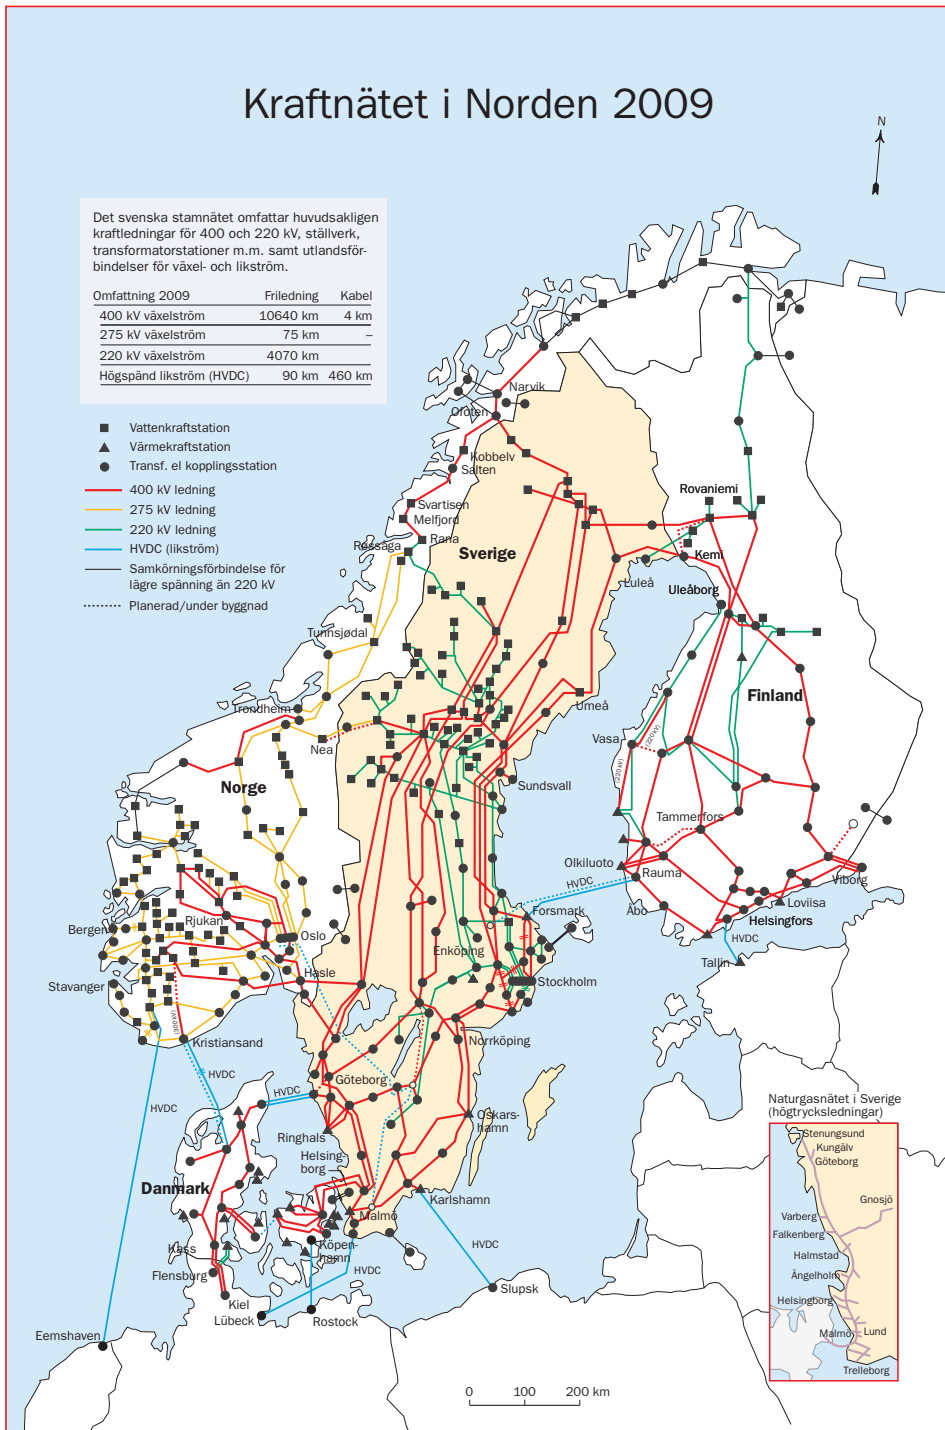 Kraftnätet i Norden 2009
N
Det svenska stamnätet omfattar huvudsakligen
kraftledningar för 400 och 220 kV, ställverk,
transformatorstationer m.m. samt utlandsför-
bindelser för växel- och likström.
Omfattning 2009 Friledning Kabel
400 kV växelström 10640 km 4 km
275 kV växelström 75 km –
220 kV växelström 4070 km
Högspänd likström (HVDC) 90 km 460 km
Vattenkraftstation
Värmekraftstation
Transf. el kopplingsstation
400 kV ledning
275 kV ledning
220 kV ledning
HVDC (likström)
Samkörningsförbindelse för
lägre spänning än 220 kV
Planerad/under byggnad
Narvik
Ofoten
Kobbelv
Salten
Svartisen
Melfjord
Rana
Røssåga
Sverige
Rovaniemi
Kemi
Luleå
Uleåborg
Tunnsjødal
Trondheim
Nea
Umeå
Finland
Vasa
(220 kV)
(220 kV)
Norge
Sundsvall
Tammerfors
Olkiluoto
Rauma
Viborg
HVDC
Loviisa
Rjukan
Bergen
Oslo
Forsmark
Åbo
Helsingfors
Enköping
HVDC
Tallin
Hasle
Stockholm
Stavanger
(300kV)
Kristiansand
Norrköping
HVDC
Göteborg
HVDC
HVDC
Oskars-
hamn
Ringhals
Helsing-
borg
Danmark
Karlshamn
Malmö
Kassø
Köpen-
hamn
HVDC
HVDC
Flensburg
Slupsk
Kiel
Lübeck
Rostock
Eemshaven
0 100 200 km
Naturgasnätet i Sverige
(högtrycksledningar)
Stenungsund
Kungälv
Göteborg
Gnosjö
Varberg
Falkenberg
Halmstad
Ängelholm
Helsingborg
Malmö
Lund
Trelleborg